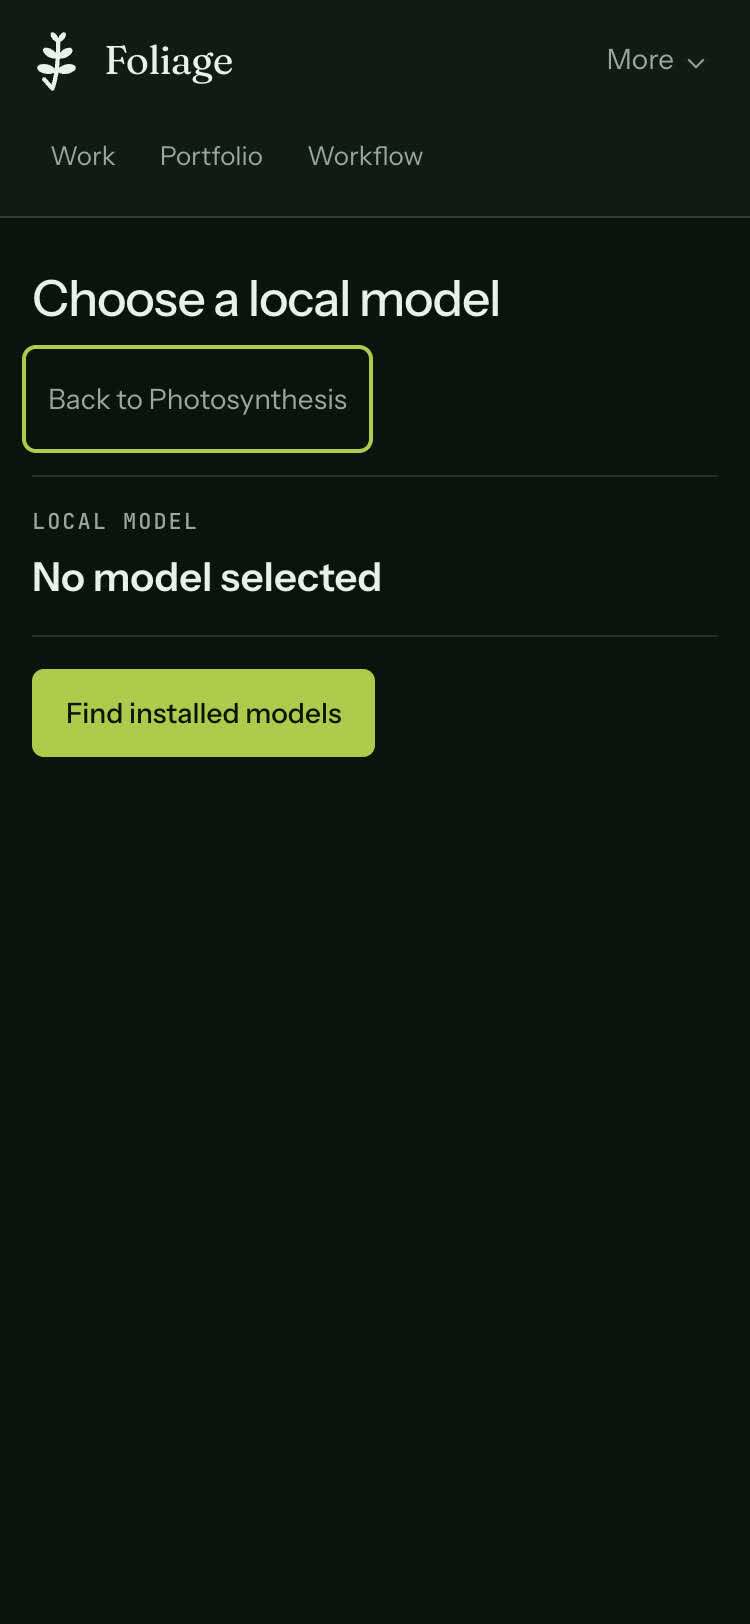 Foliage
More
Work Portfolio Workflow
Choose a local model
Back to Photosynthesis
LOCAL MODEL
No model selected
Find installed models